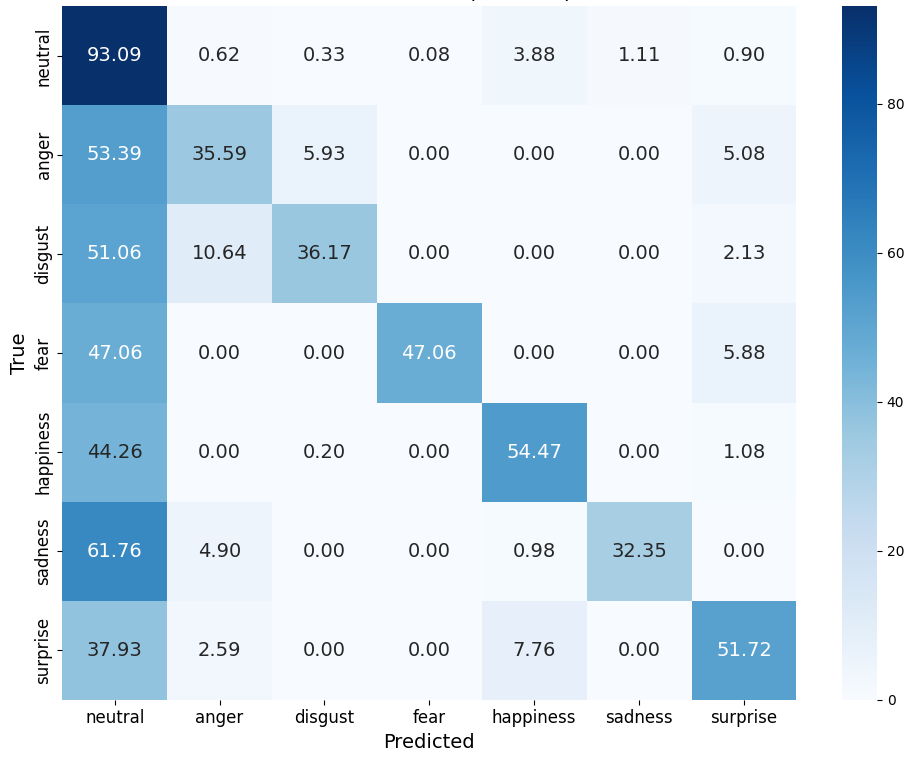 neutral 93.09 0.62 0.33 0.08 3.88 1.11 0.90
anger 53.39 35.59 5.93 0.00 0.00 0.00 5.08
disgust 51.06 10.64 36.17 0.00 0.00 0.00 2.13
fear 47.06 0.00 0.00 47.06 0.00 0.00 5.88
happiness 44.26 0.00 0.20 0.00 54.47 0.00 1.08
sadness 61.76 4.90 0.00 0.00 0.98 32.35 0.00
surprise 37.93 2.59 0.00 0.00 7.76 0.00 51.72
neutral anger disgust fear happiness sadness surprise
Predicted
True
80
60
40
20
0